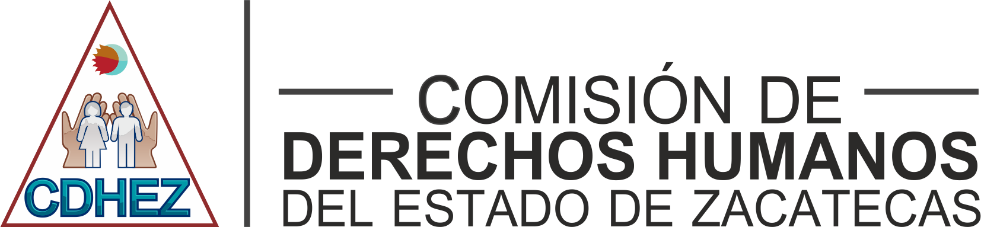 CDHEZ
COMISIÓN DE
DERECHOS HUMANOS
DEL ESTADO DE ZACATECAS